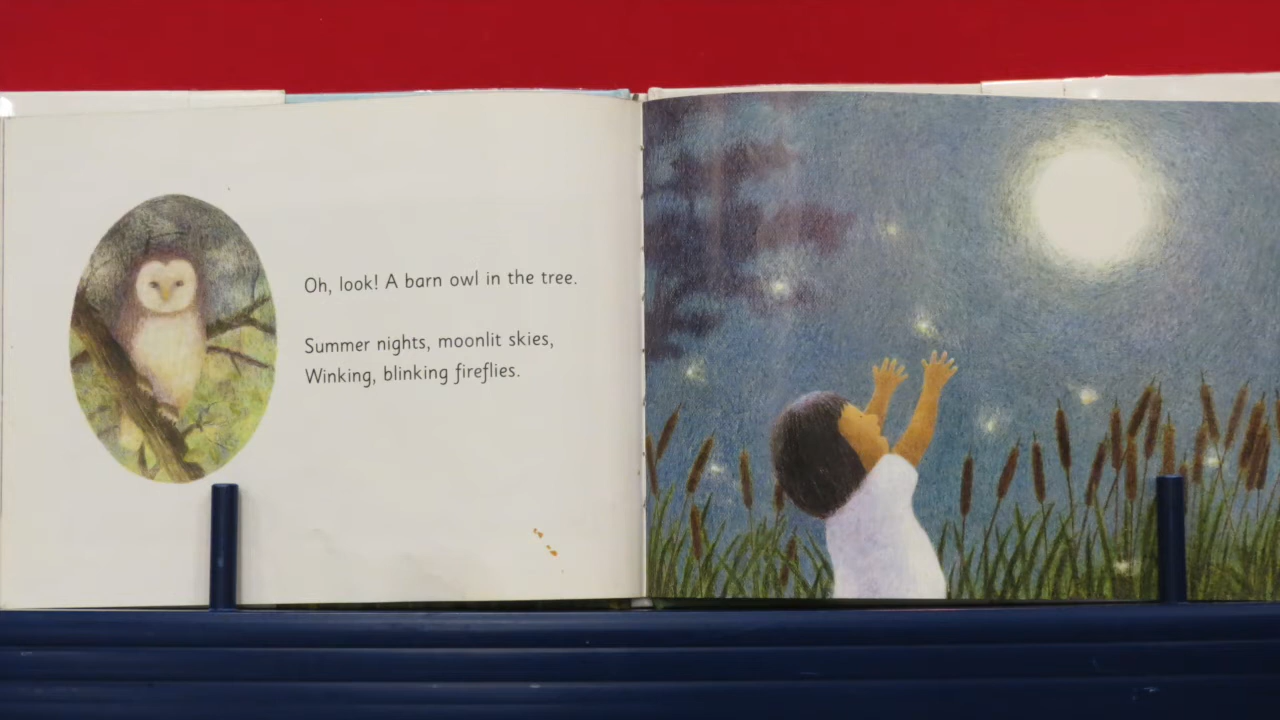 Oh, look! A barn owl in the tree.
Summer nights, moonlit skies,
Winking, blinking fireflies.